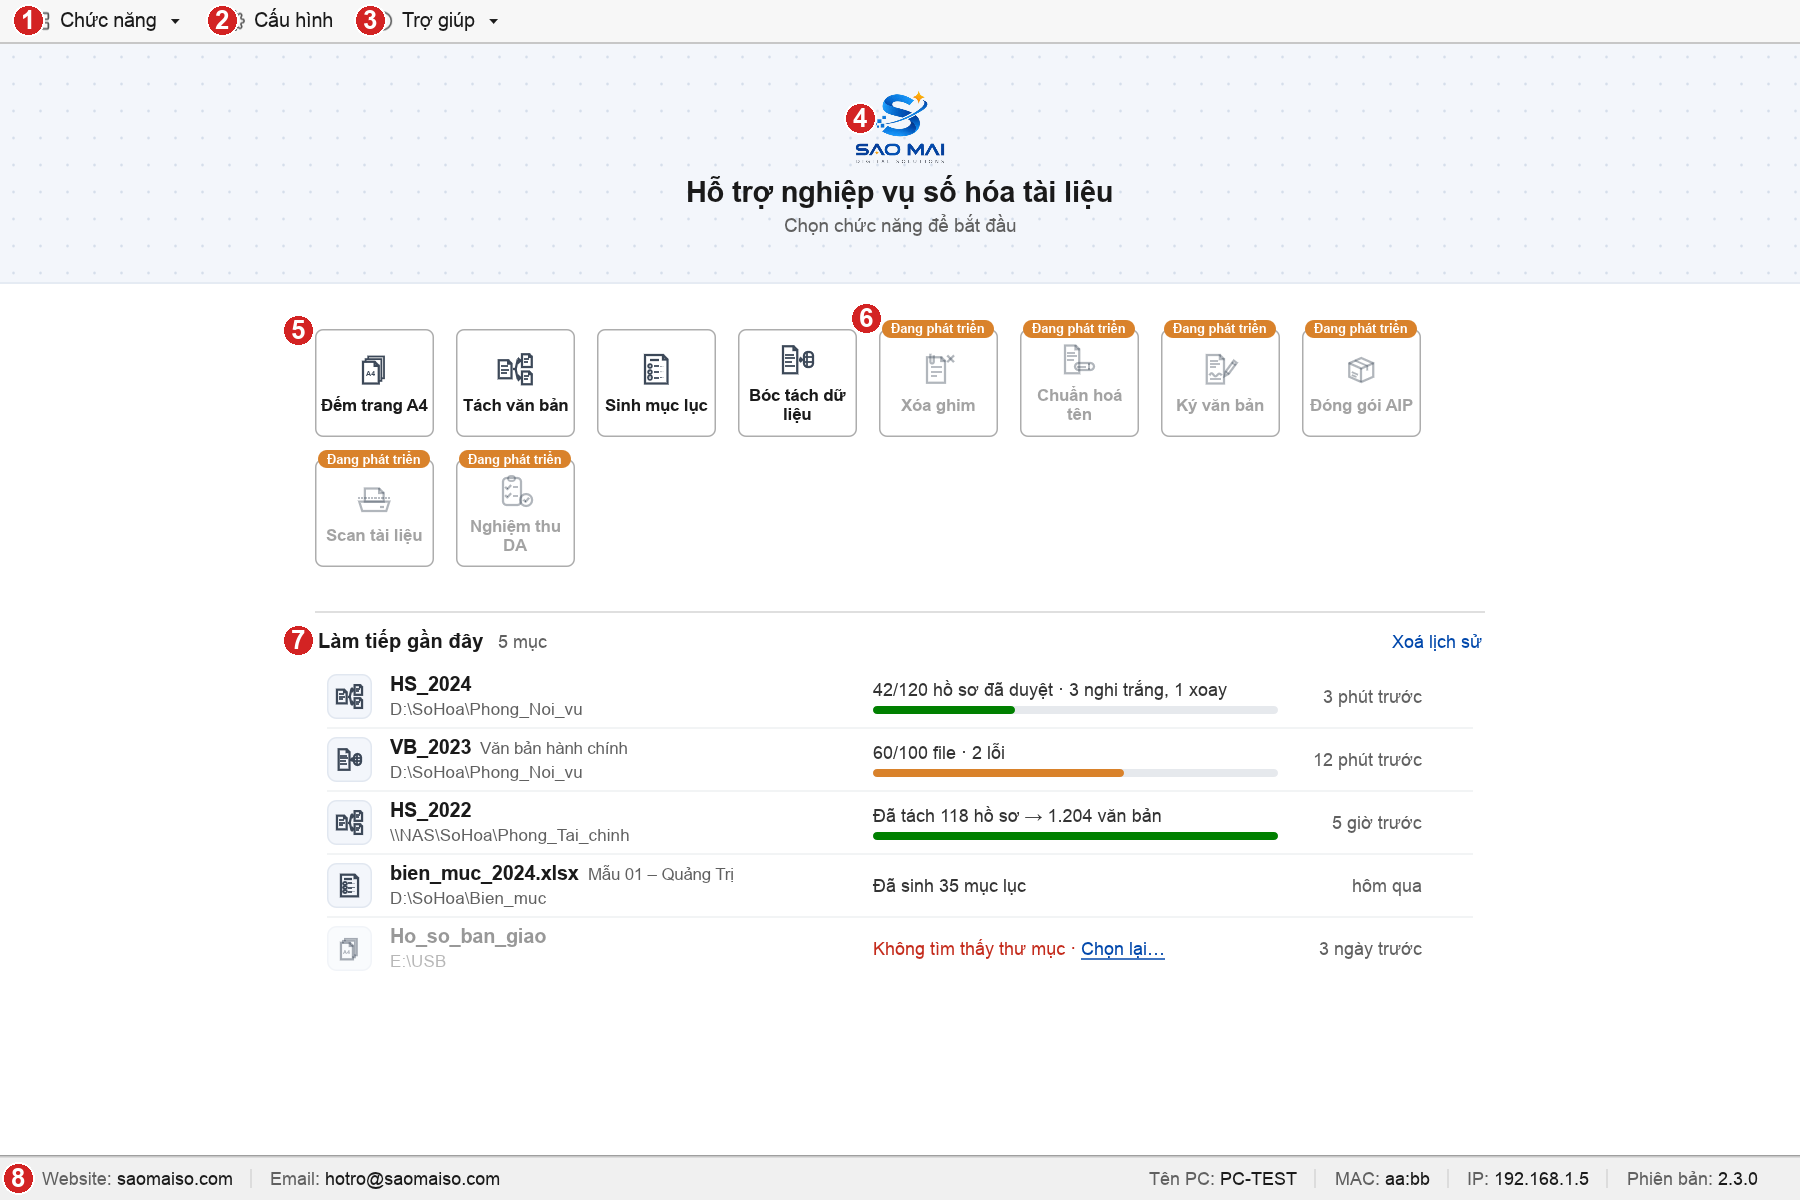 1 Chức năng 2 Cấu hình 3 Trợ giúp
4
SAO MAI
DIGITAL SOLUTIONS
Hỗ trợ nghiệp vụ số hóa tài liệu
Chọn chức năng để bắt đầu
5
Đếm trang A4
Tách văn bản
Sinh mục lục
Bóc tách dữ
liệu
6
Đang phát triển
Xóa ghim
Đang phát triển
Chuẩn hoá
tên
Đang phát triển
Ký văn bản
Đang phát triển
Đóng gói AIP
Đang phát triển
Scan tài liệu
Đang phát triển
Nghiệm thu
DA
7 Làm tiếp gần đây 5 mục Xoá lịch sử
HS_2024
D:\SoHoa\Phong_Noi_vu
42/120 hồ sơ đã duyệt · 3 nghi trắng, 1 xoay
3 phút trước
VB_2023 Văn bản hành chính
D:\SoHoa\Phong_Noi_vu
60/100 file · 2 lỗi
12 phút trước
HS_2022
\\NAS\SoHoa\Phong_Tai_chinh
Đã tách 118 hồ sơ → 1.204 văn bản
5 giờ trước
bien_muc_2024.xlsx Mẫu 01 – Quảng Trị
D:\SoHoa\Bien_muc
Đã sinh 35 mục lục
hôm qua
Ho_so_ban_giao
E:\USB
Không tìm thấy thư mục · Chọn lại...
3 ngày trước
8 Website: saomaiso.com Email: hotro@saomaiso.com Tên PC: PC-TEST MAC: aa:bb IP: 192.168.1.5 Phiên bản: 2.3.0